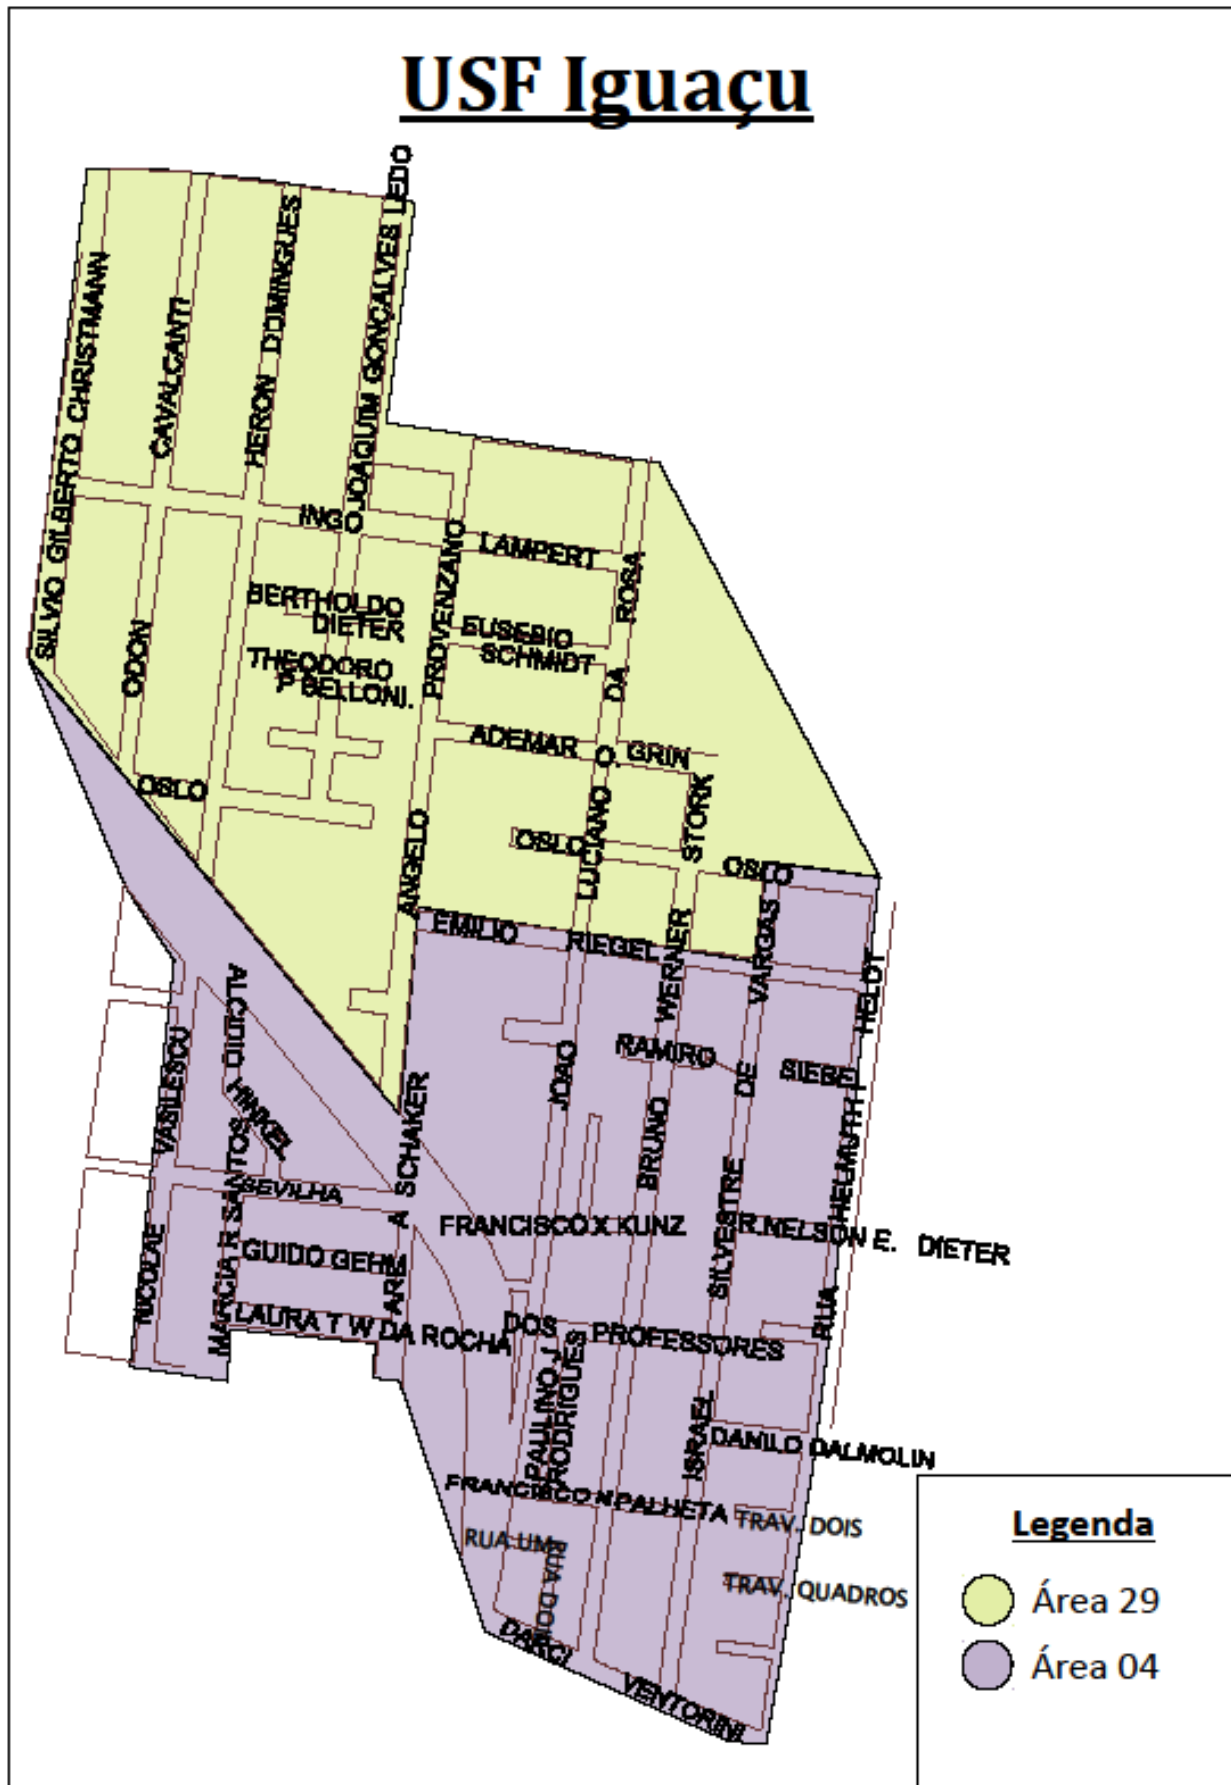 USF Iguaçu
SILVIO GILBERTO CHRISTMANN
CAVALCANTI
HERON DOMINGUES
JOAQUIM GONCALVES LEDO
INGO
LAMPERT
BERTHOLDO
DIETER
THEODORO
P BELLONI.
PROVENZANO
EUSEBIO
SCHMIDT
ROSA
DA
ODON
ADEMAR O. GRIN
OSLO
OSLO
OSLO
LUCIANO
STORK
ANGELO
EMILIO RIEGEL
WERNER
VARGAS
HELDT
ALCIDIO
HINKEL
VASILESCU
RAMIRO
SIEBEL
DE
JOAO
SCHAKER
BRUNO
HELMUTH
SEVILHA
MARCIA R SANTOS
A
FRANCISCO X KUNZ
SILVESTRE
R.NELSON E. DIETER
NICOLAE
GUIDO GEHM
ARE
LAURA T W DA ROCHA
DOS PROFESSORES
RUA
PAULINO J
RODRIGUES
ISRAEL
DANILO DALMOLIN
FRANCISCO N PALHETA
TRAV. DOIS
RUA UM
RUA DOIS
TRAV. QUADROS
DARCI
VENTORINI
Legenda
Área 29
Área 04